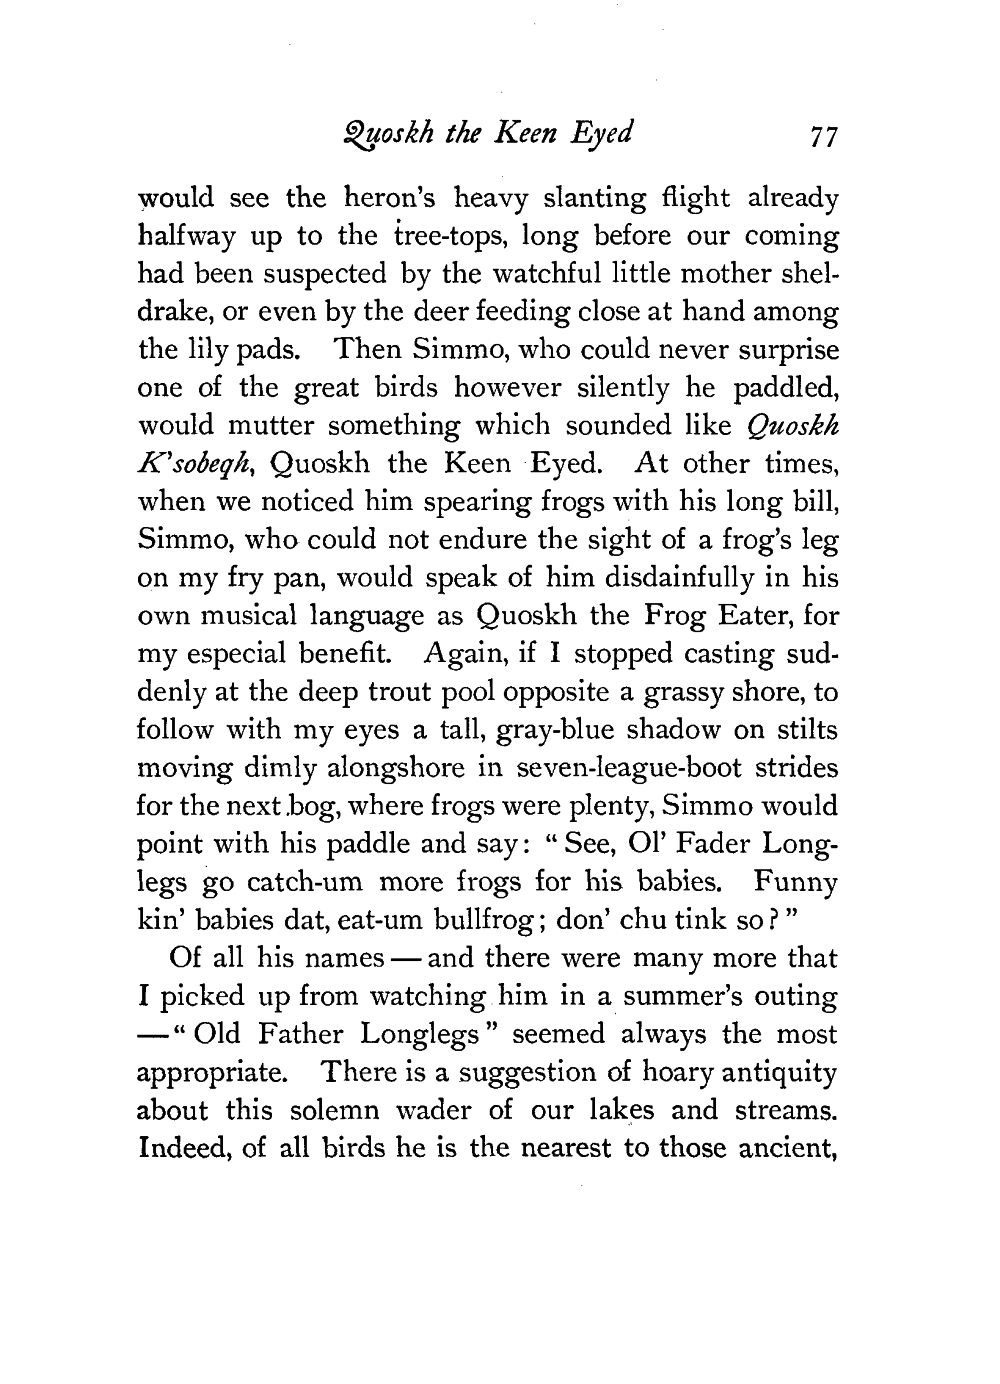 Quoskh the Keen Eyed 77
would see the heron's heavy slanting flight already
halfway up to the tree-tops, long before our coming
had been suspected by the watchful little mother shel-
drake, or even by the deer feeding close at hand among
the lily pads. Then Simmo, who could never surprise
one of the great birds however silently he paddled,
would mutter something which sounded like Quoskh
K'sobeqh, Quoskh the Keen Eyed. At other times,
when we noticed him spearing frogs with his long bill,
Simmo, who could not endure the sight of a frog's leg
on my fry pan, would speak of him disdainfully in his
own musical language as Quoskh the Frog Eater, for
my especial benefit. Again, if I stopped casting sud-
denly at the deep trout pool opposite a grassy shore, to
follow with my eyes a tall, gray-blue shadow on stilts
moving dimly alongshore in seven-league-boot strides
for the next bog, where frogs were plenty, Simmo would
point with his paddle and say: “ See, Ol’ Fader Long-
legs go catch-um more frogs for his babies. Funny
kin’ babies dat, eat-um bullfrog; don’ chu tink so? ”
Of all his names — and there were many more that
I picked up from watching him in a summer's outing
— “ Old Father Longlegs ” seemed always the most
appropriate. There is a suggestion of hoary antiquity
about this solemn wader of our lakes and streams.
Indeed, of all birds he is the nearest to those ancient,